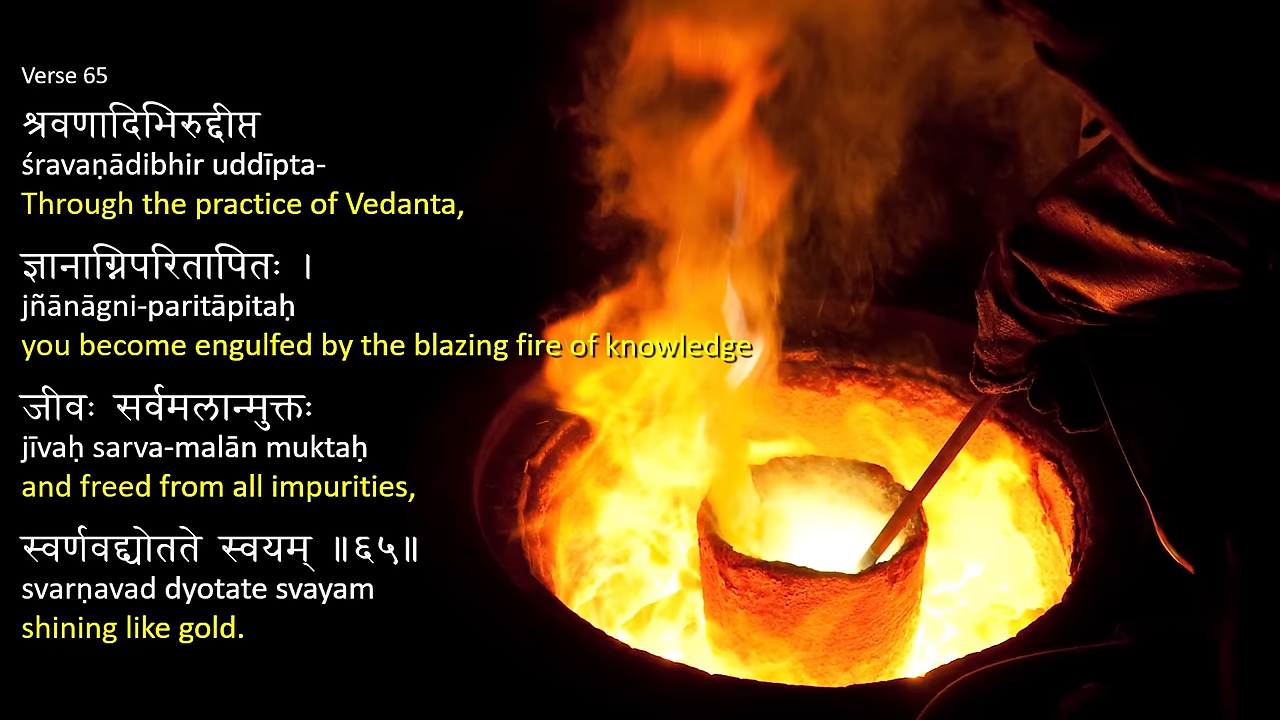 Verse 65
श्रवणादिभिरुद्दीप्त
śravaṇādibhir uddīpta-
Through the practice of Vedanta,
ज्ञानाग्निपरितापितः ।
jñānāgni-paritāpitaḥ
you become engulfed by the blazing fire of knowledge
जीवः सर्वमलान्मुक्तः
jīvaḥ sarva-malān muktaḥ
and freed from all impurities,
स्वर्णवद्द्योतते स्वयम् ॥६५॥
svarṇavad dyotate svayam
shining like gold.